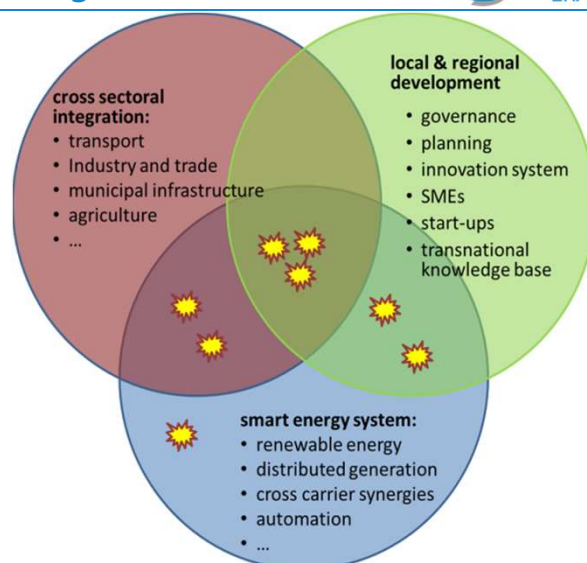 cross sectoral
integration:
• transport
• Industry and trade
• municipal infrastructure
• agriculture
• ...
local & regional
development
• governance
• planning
• innovation system
• SMEs
• start-ups
• transnational
knowledge base
smart energy system:
• renewable energy
• distributed generation
• cross carrier synergies
• automation
• ...